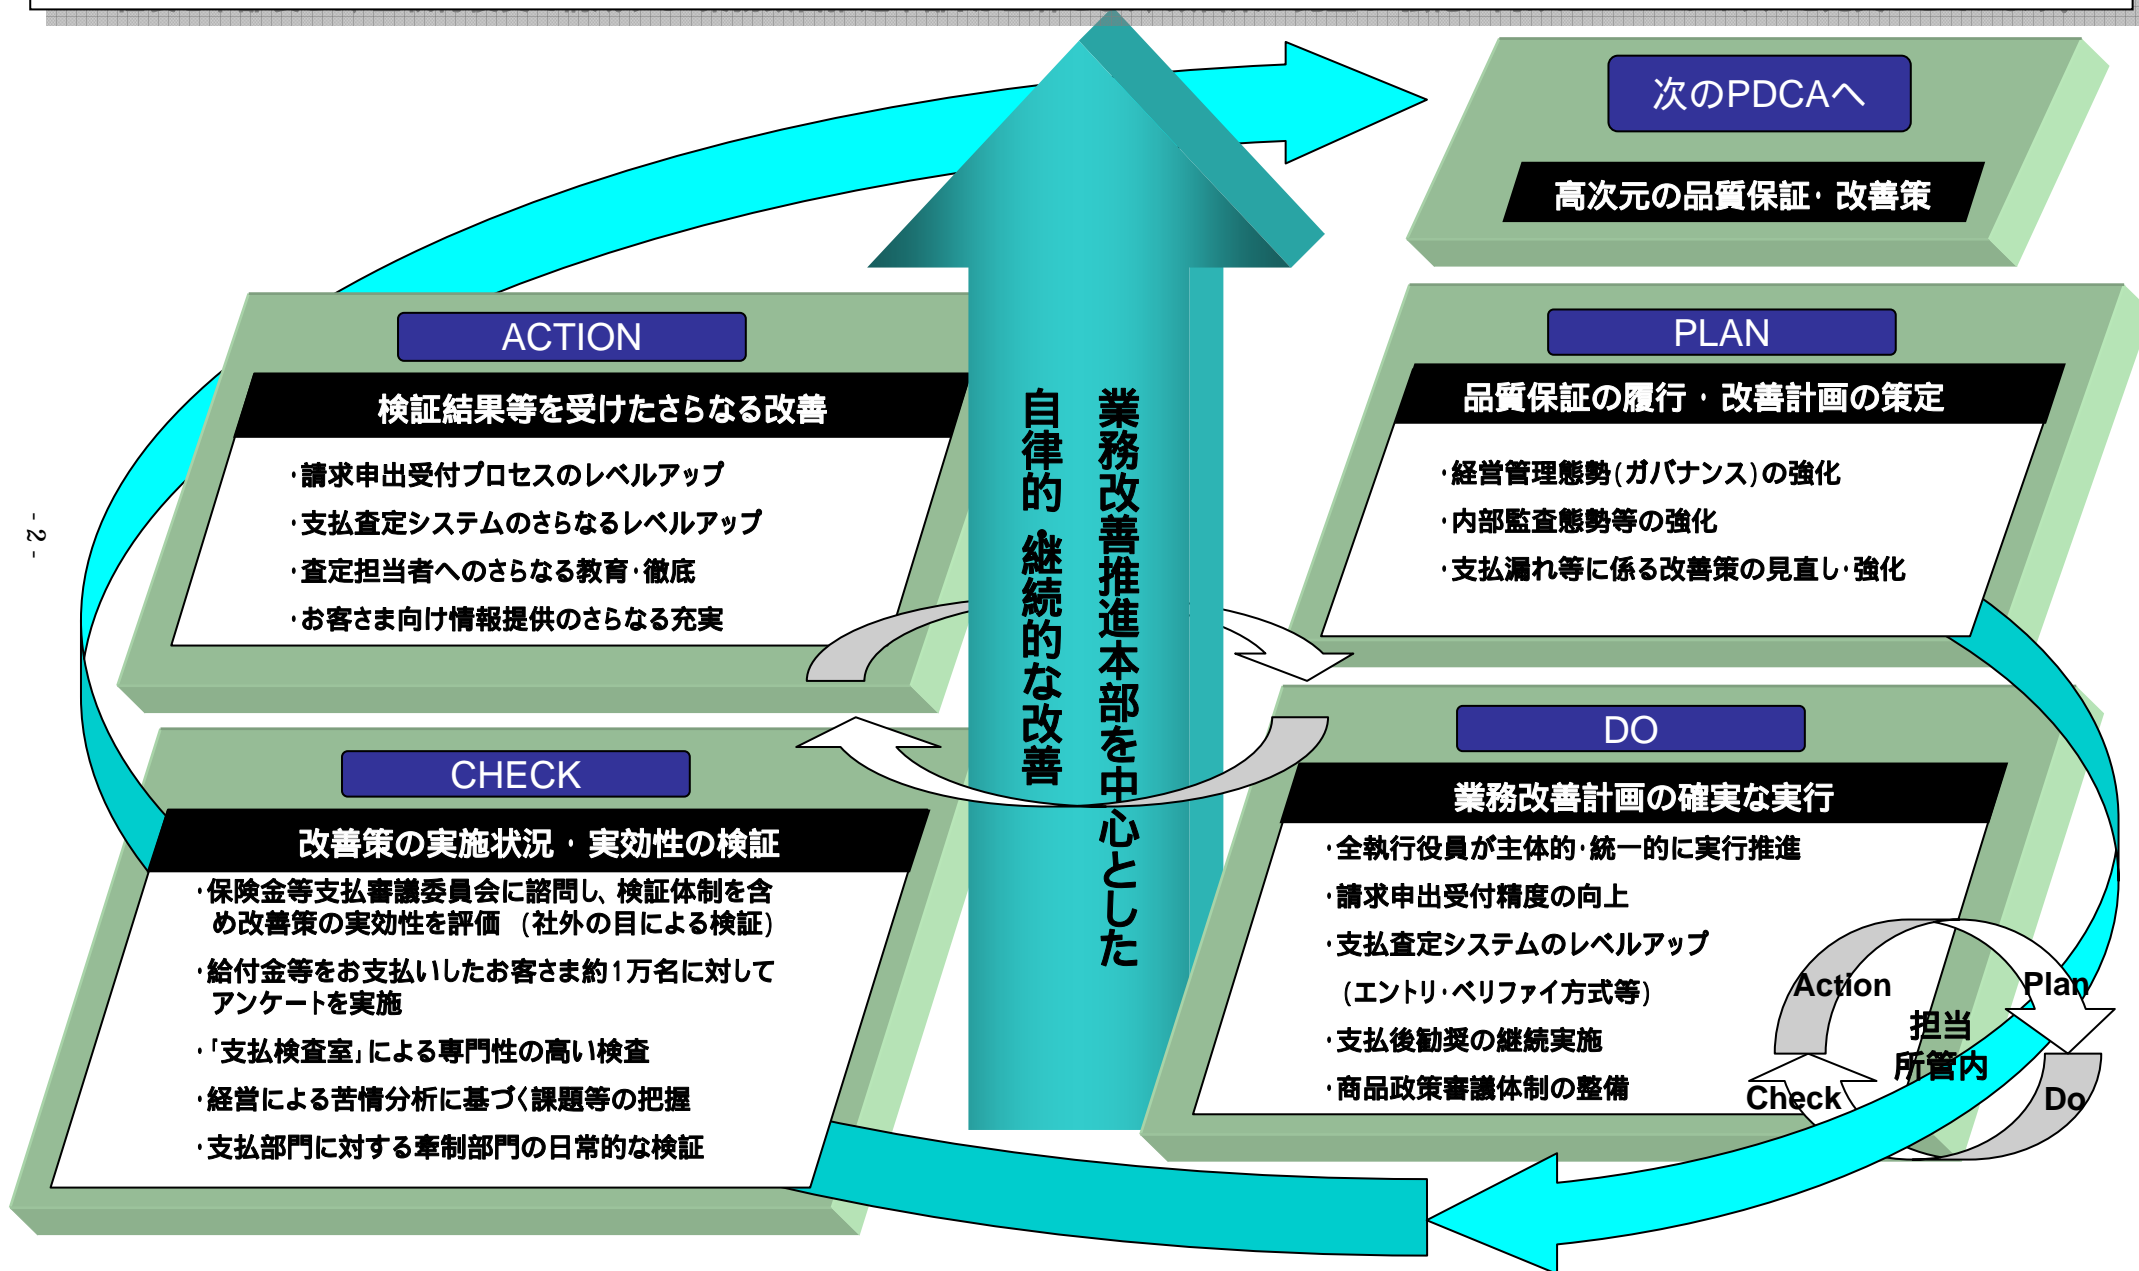 次のPDCAへ
高次元の品質保証・改善策
ACTION
検証結果等を受けたさらなる改善
・請求申出受付プロセスのレベルアップ
・支払査定システムのさらなるレベルアップ
・査定担当者へのさらなる教育・徹底
・お客さま向け情報提供のさらなる充実
PLAN
品質保証の履行・改善計画の策定
・経営管理態勢(ガバナンス)の強化
・内部監査態勢等の強化
・支払漏れ等に係る改善策の見直し・強化
業務改善推進本部を中心とした
自律的・継続的な改善
CHECK
改善策の実施状況・実効性の検証
・保険金等支払審議委員会に諮問し、検証体制を含
め改善策の実効性を評価 (社外の目による検証)
・給付金等をお支払いしたお客さま約1万名に対して
アンケートを実施
・「支払検査室」による専門性の高い検査
・経営による苦情分析に基づく課題等の把握
・支払部門に対する牽制部門の日常的な検証
DO
業務改善計画の確実な実行
・全執行役員が主体的・統一的に実行推進
・請求申出受付精度の向上
・支払査定システムのレベルアップ
(エントリ・ベリファイ方式等)
・支払後勧奨の継続実施
・商品政策審議体制の整備
Action
Plan
担当
所管内
Check
Do
- 2 -